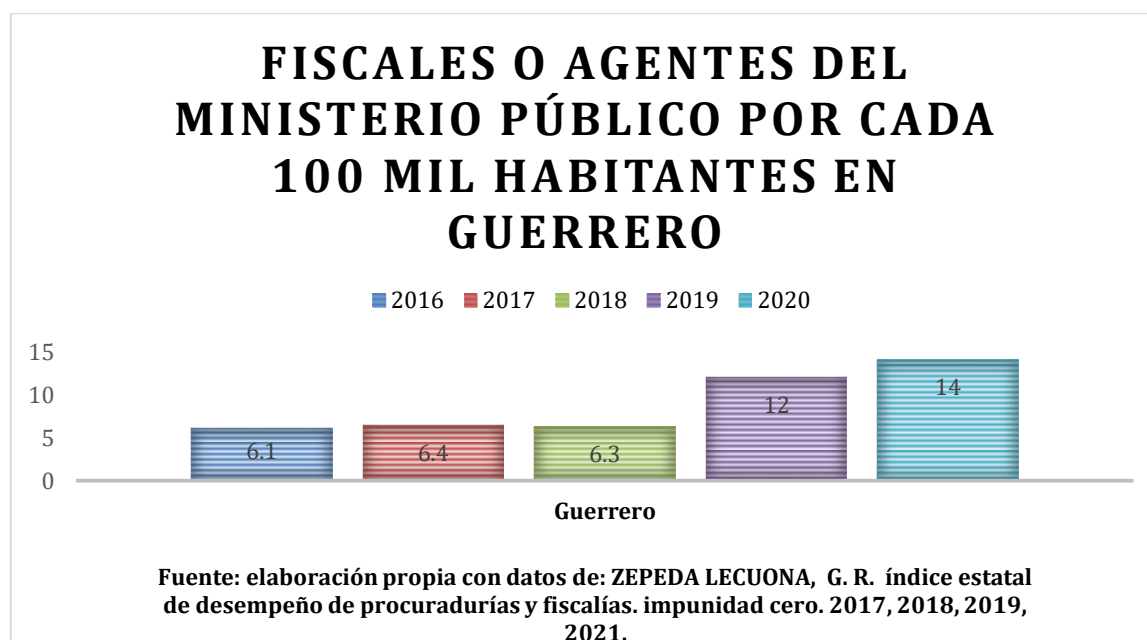 FISCALES O AGENTES DEL
MINISTERIO PÚBLICO POR CADA
100 MIL HABITANTES EN
GUERRERO
2016 2017 2018 2019 2020
15
10
5
0
6.1 6.4 6.3 12 14
Guerrero
Fuente: elaboración propia con datos de: ZEPEDA LECUONA, G. R. índice estatal
de desempeño de procuradurías y fiscalías. impunidad cero. 2017, 2018, 2019,
2021.